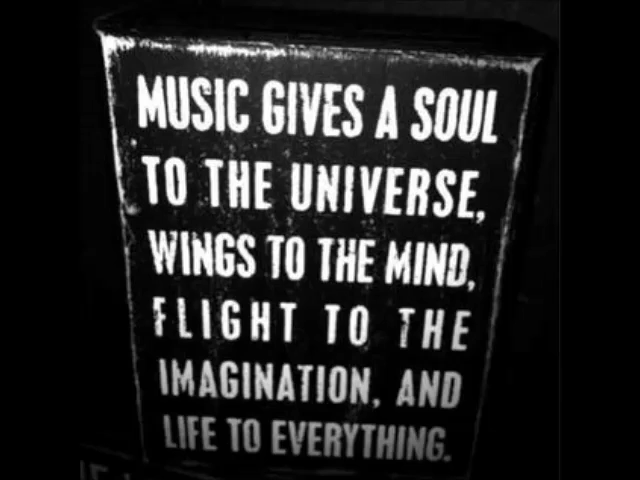 MUSIC GIVES A SOUL
TO THE UNIVERSE,
WINGS TO THE MIND,
FLIGHT TO THE
IMAGINATION, AND
LIFE TO EVERYTHING.